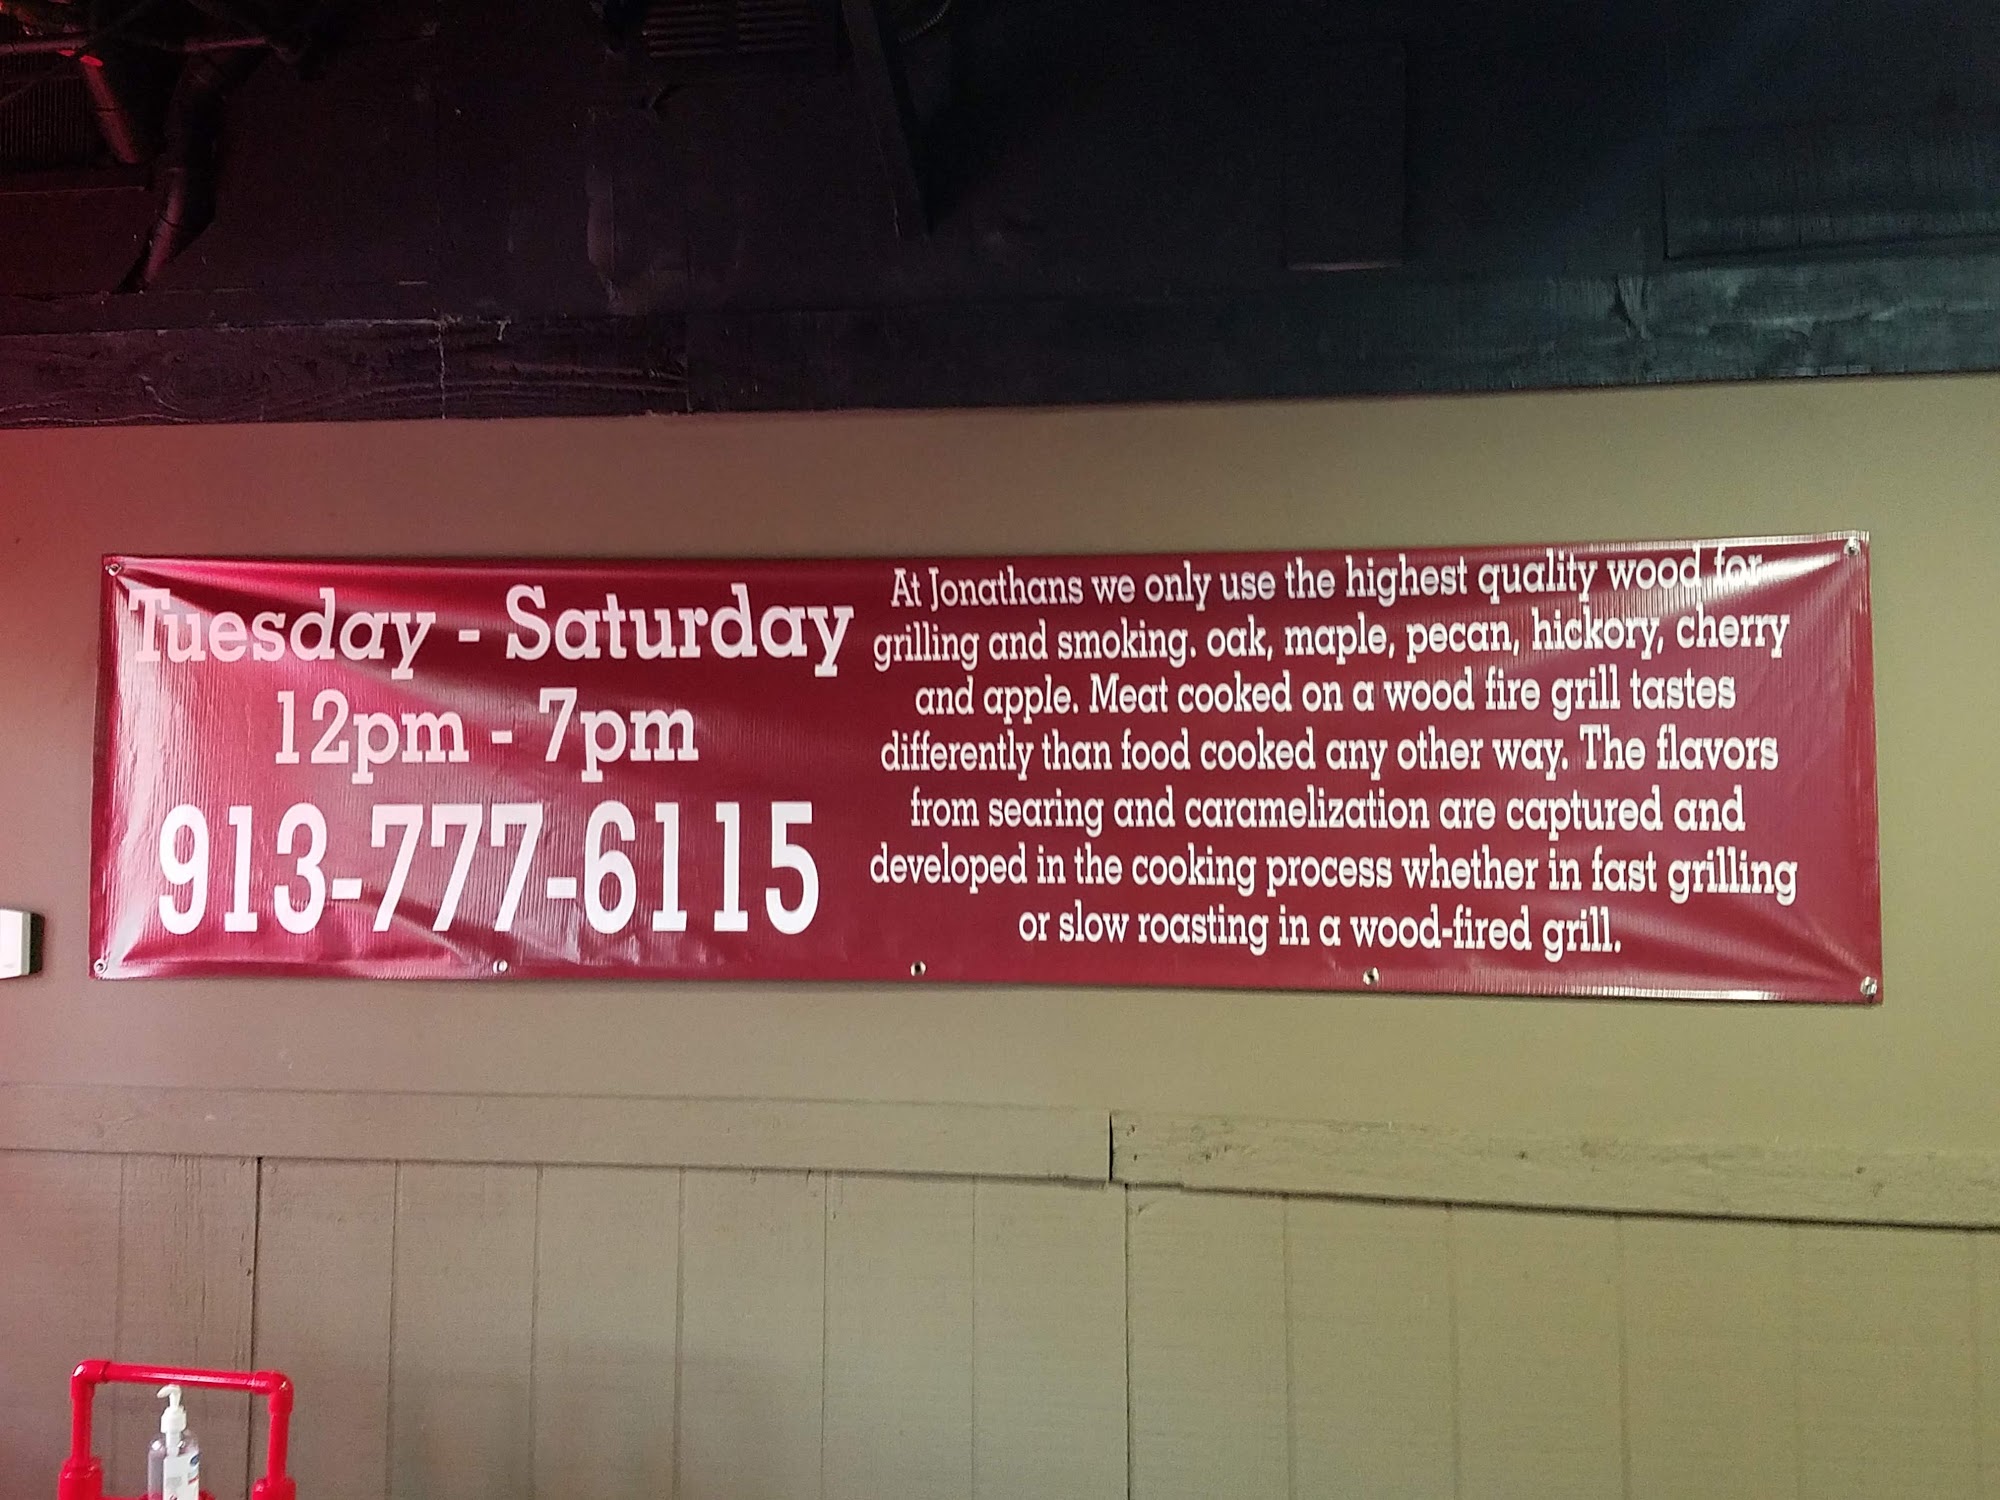 Tuesday - Saturday
12pm - 7pm
913-777-6115
At Jonathans we only use the highest quality wood for
grilling and smoking. oak, maple, pecan, hickory, cherry
and apple. Meat cooked on a wood fire grill tastes
differently than food cooked any other way. The flavors
from searing and caramelization are captured and
developed in the cooking process whether in fast grilling
or slow roasting in a wood-fired grill.